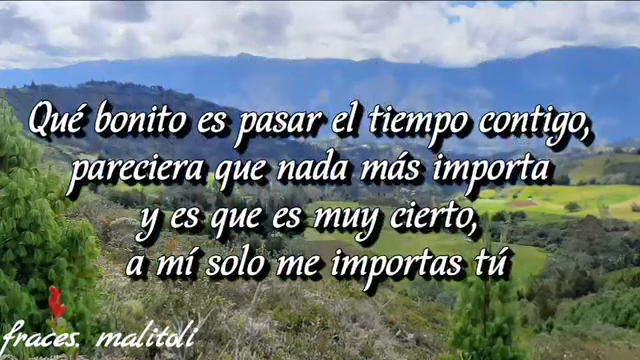 Qué bonito es pasar el tiempo contigo,
pareciera que nada más importa
y es que es muy cierto,
a mí solo me importas tú
fraces. malitoli